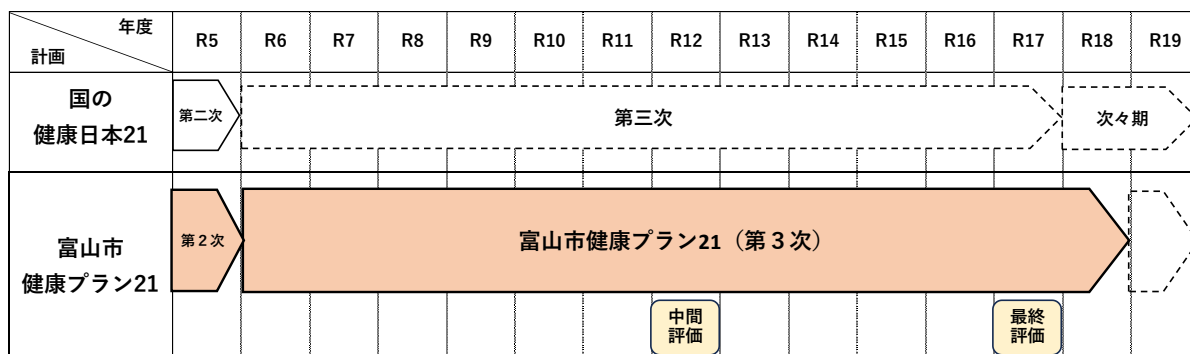 年度
計画
R5 R6 R7 R8 R9 R10 R11 R12 R13 R14 R15 R16 R17 R18 R19
国の
健康日本21
第二次
第三次
次々期
富山市
健康プラン21
第２次
富山市健康プラン21（第３次）
中間
評価
最終
評価